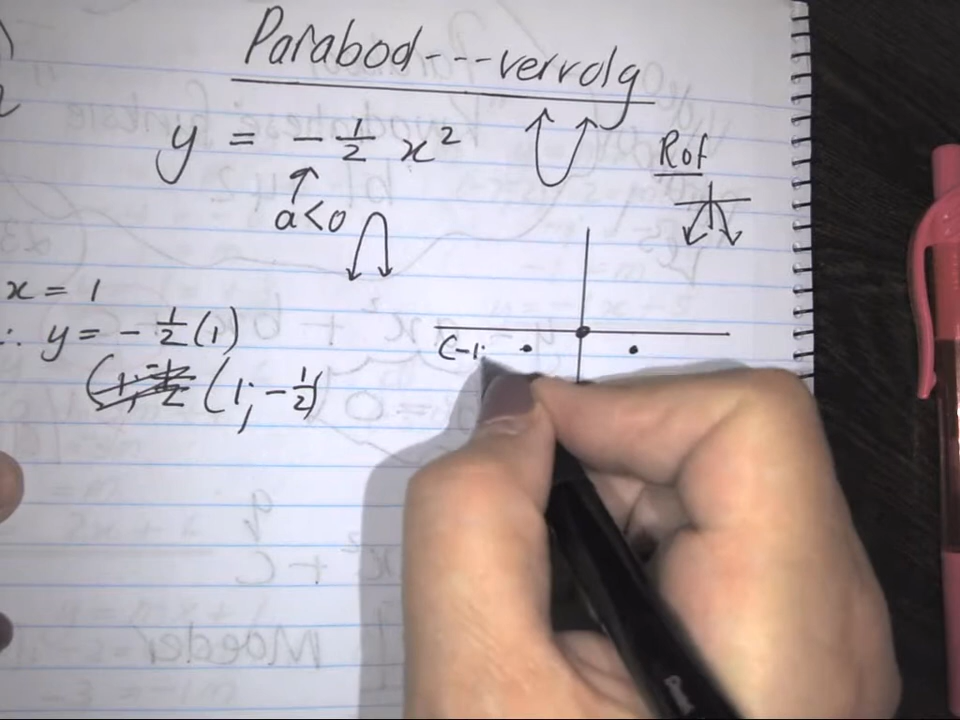 Parabool---vervolg
y = -1/2 x²
Rof
a<0
x = 1
∴ y = -1/2(1)
(1; -1/2)
(-1;